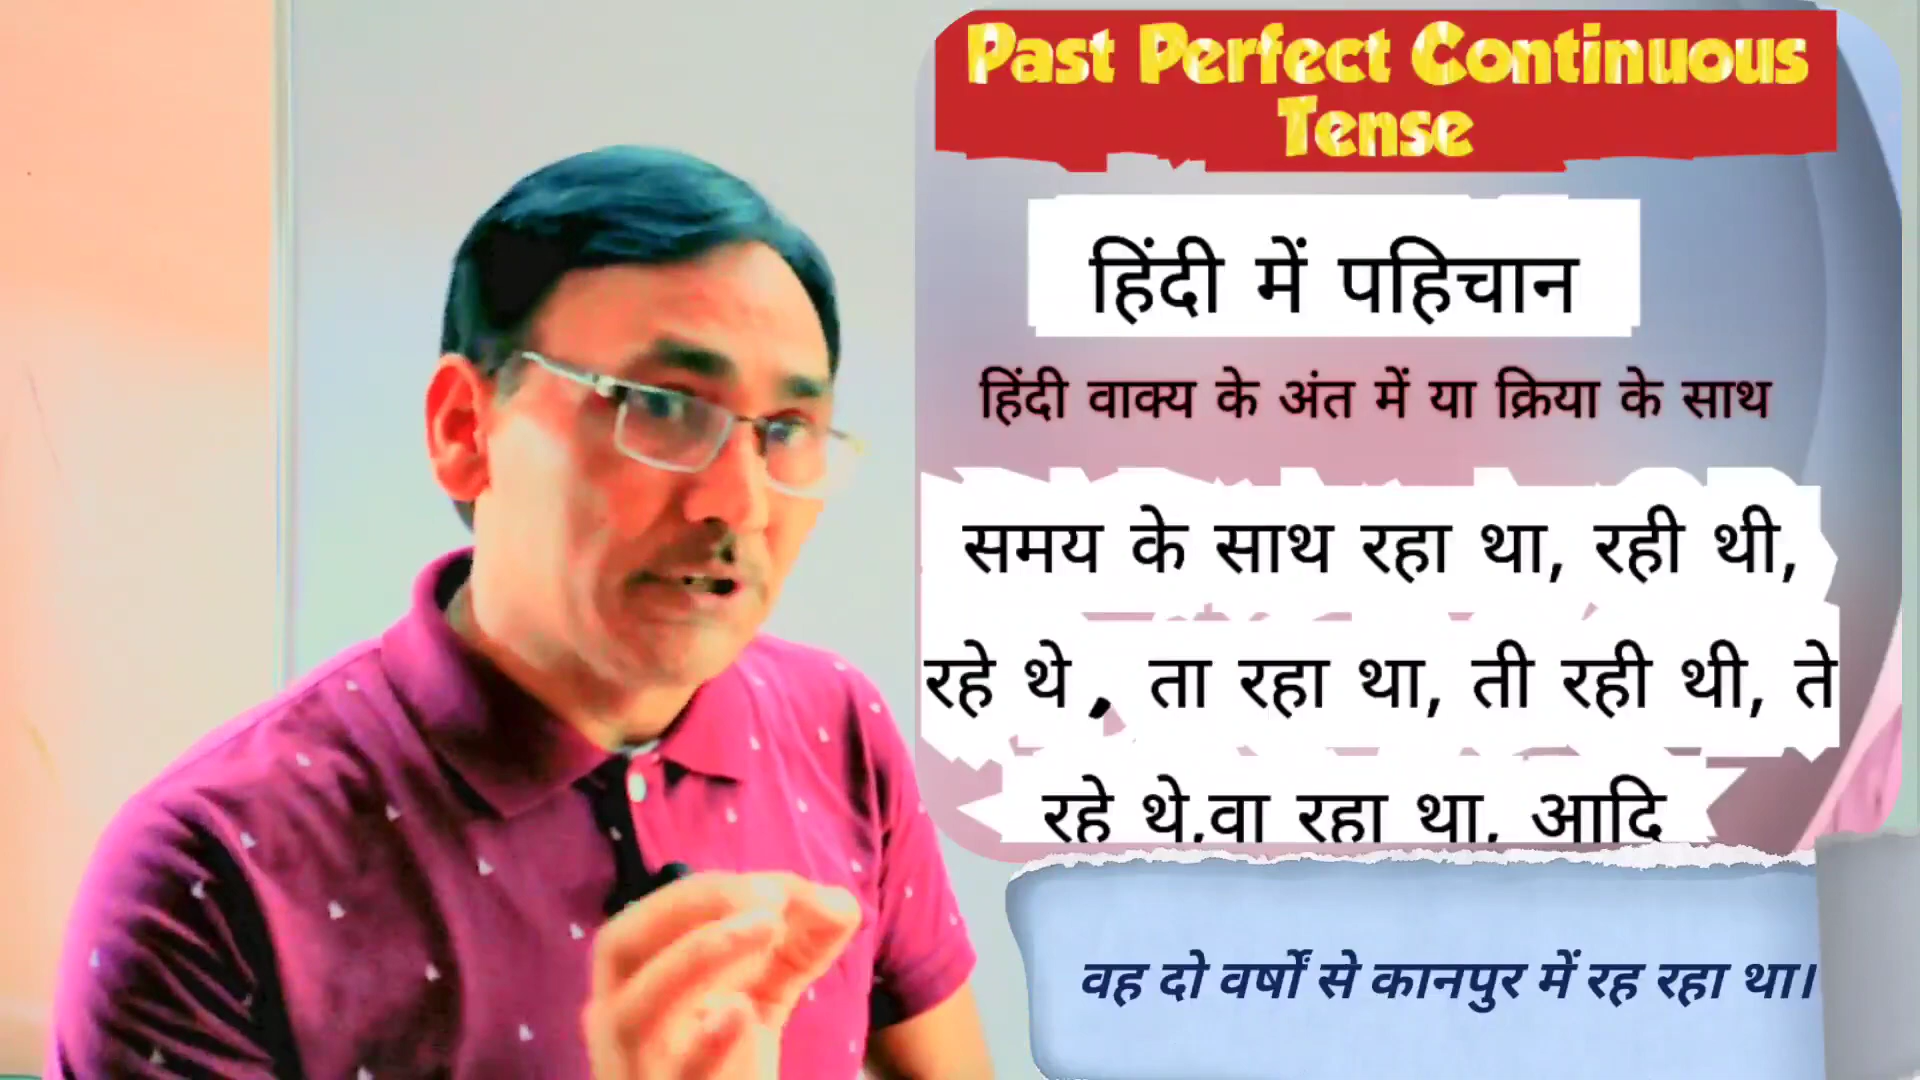 Past Perfect Continuous
Tense
हिंदी में पहिचान
हिंदी वाक्य के अंत में या क्रिया के साथ
समय के साथ रहा था, रही थी,
रहे थे , ता रहा था, ती रही थी, ते
रहे थे,वा रहा था, आदि
वह दो वर्षों से कानपुर में रह रहा था।